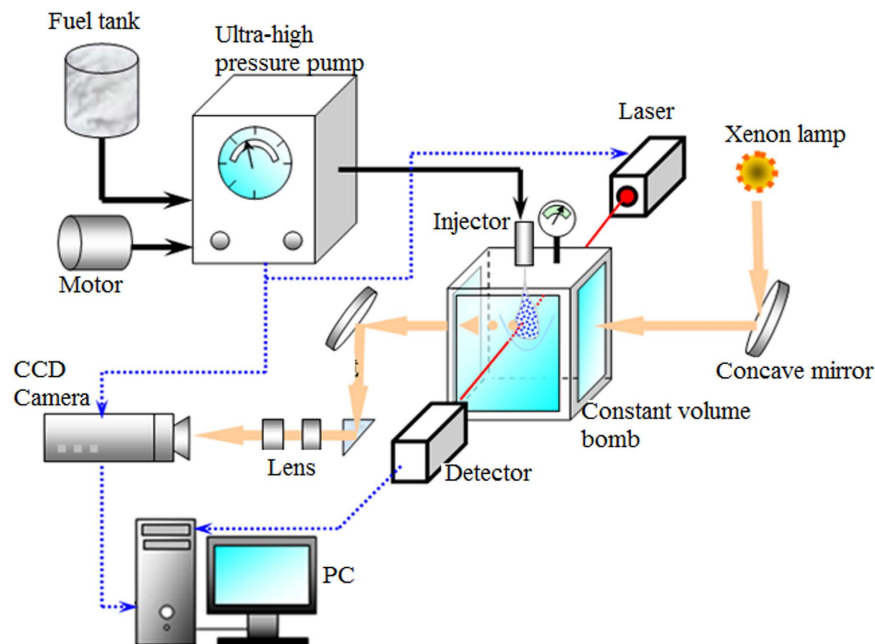 Fuel tank
Ultra-high
pressure pump
Laser
Xenon lamp
Injector
Motor
CCD
Camera
Concave mirror
Constant volume
bomb
Lens
Detector
PC